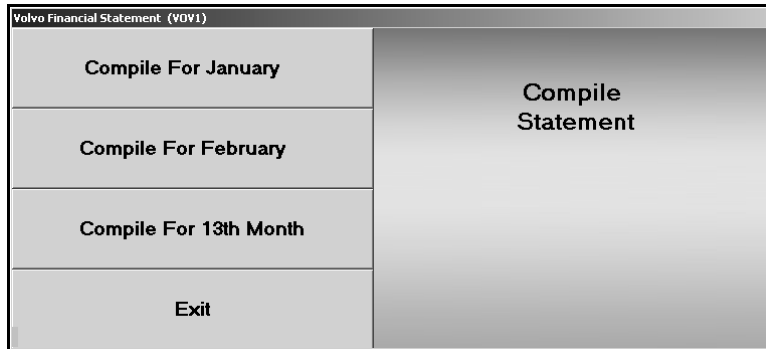 Volvo Financial Statement (VOV1)
Compile For January
Compile For February
Compile For 13th Month
Exit
Compile
Statement